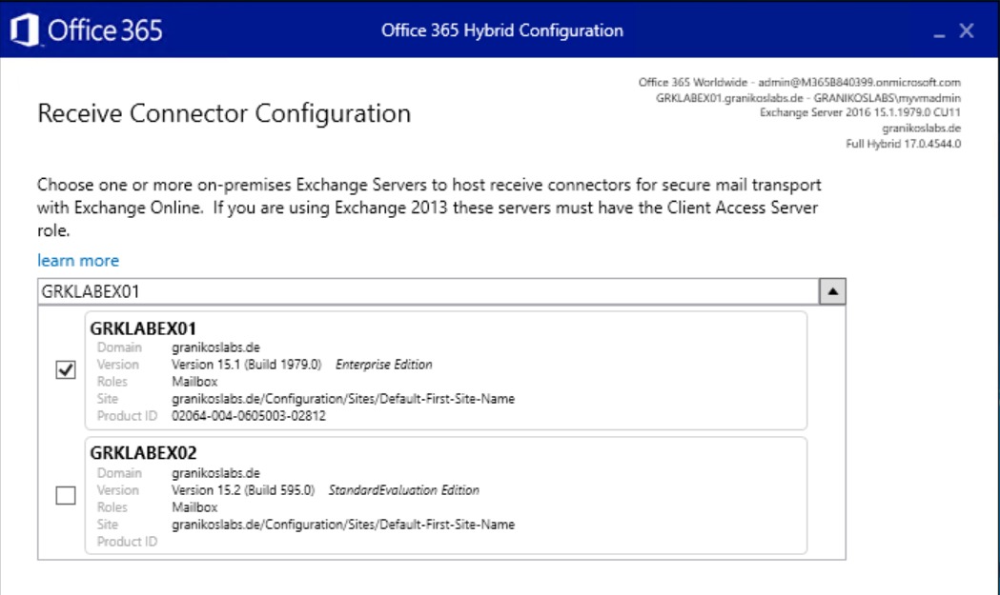 Office 365
Office 365 Hybrid Configuration
Office 365 Worldwide - admin@M365B840399.onmicrosoft.com
GRKLABEX01.granikoslabs.de - GRANIKOSLABS\myvmadmin
Exchange Server 2016 15.1.1979.0 CU11
granikoslabs.de
Full Hybrid 17.0.4544.0
Receive Connector Configuration
Choose one or more on-premises Exchange Servers to host receive connectors for secure mail transport
with Exchange Online. If you are using Exchange 2013 these servers must have the Client Access Server
role.
learn more
GRKLABEX01
GRKLABEX01
Domain granikoslabs.de
Version Version 15.1 (Build 1979.0) Enterprise Edition
Roles Mailbox
Site granikoslabs.de/Configuration/Sites/Default-First-Site-Name
Product ID 02064-004-0605003-02812
GRKLABEX02
Domain granikoslabs.de
Version Version 15.2 (Build 595.0) StandardEvaluation Edition
Roles Mailbox
Site granikoslabs.de/Configuration/Sites/Default-First-Site-Name
Product ID